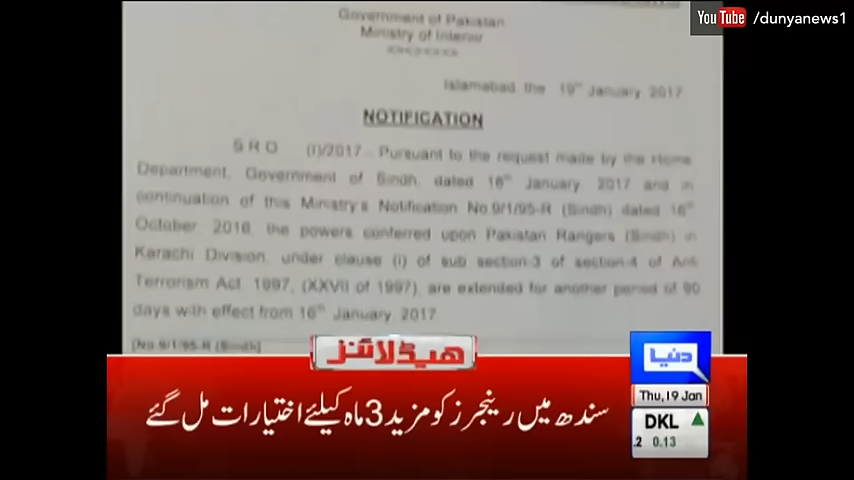 You Tube /dunyanews1
Government of Pakistan
Ministry of Interior
Islamabad, the 19th January, 2017
NOTIFICATION
S R O (I)/2017 - Pursuant to the request made by the Home
Department, Government of Sindh, dated 16th January 2017 and in
continuation of this Ministry's Notification No.9/1/95-R (Sindh) dated 16th
October 2016, the powers conferred upon Pakistan Rangers (Sindh) in
Karachi Division, under clause (i) of sub section-3 of section-4 of Anti
Terrorism Act 1997, (XXVII of 1997), are extended for another period of 90
days with effect from 16th January, 2017
[No.9/1/95-R (Sindh)]
ہیڈلائنز
دنیا
سندھ میں رینجرز کو مزید 3 ماہ کیلئے اختیارات مل گئے
Thu, 19 Jan
DKL
.2 0.13